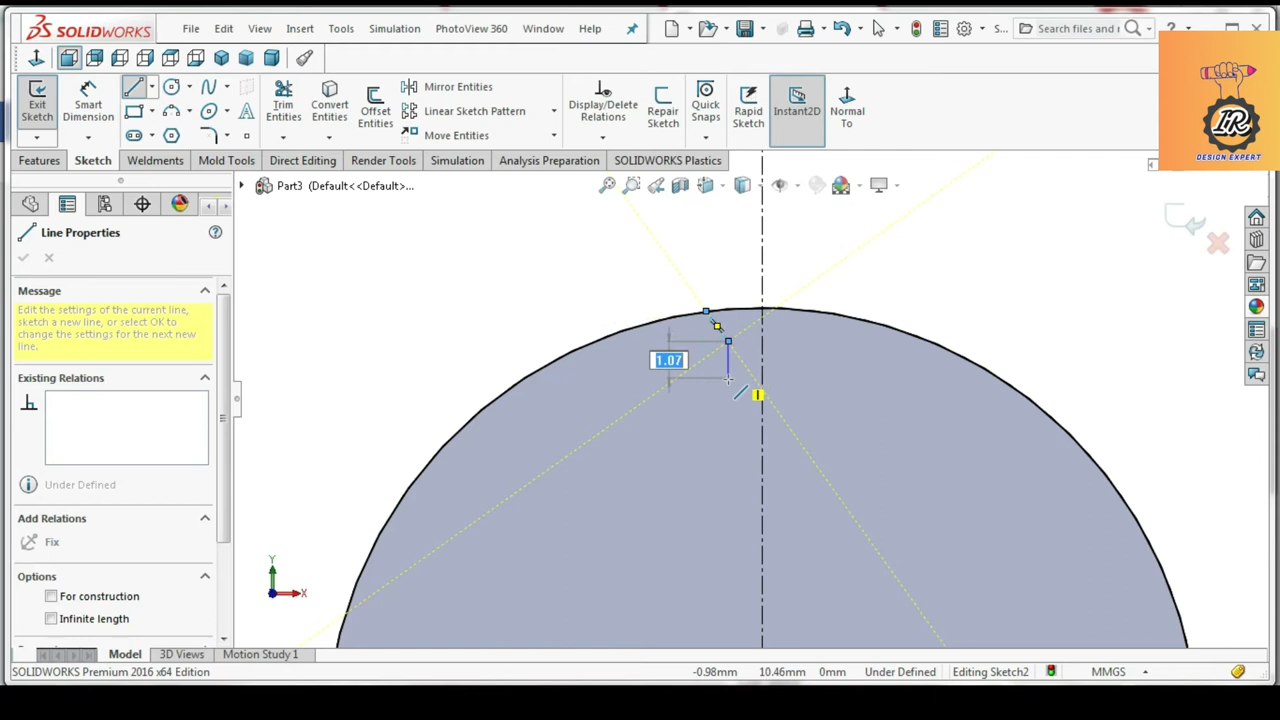 SOLIDWORKS
File Edit View Insert Tools Simulation PhotoView 360 Window Help S... Search files and r ?
Exit Sketch
Smart Dimension
Trim Entities
Convert Entities
Offset Entities
Mirror Entities
Linear Sketch Pattern
Move Entities
Display/Delete Relations
Repair Sketch
Quick Snaps
Rapid Sketch
Instant2D
Normal To
IR
DESIGN EXPERT
Features Sketch Weldments Mold Tools Direct Editing Render Tools Simulation Analysis Preparation SOLIDWORKS Plastics
Part3 (Default<<Default>...
Line Properties
Message
Edit the settings of the current line,
sketch a new line, or select OK to
change the settings for the next new
line.
Existing Relations
Under Defined
Add Relations
Fix
Options
For construction
Infinite length
1.07
Y
X
Model 3D Views Motion Study 1
SOLIDWORKS Premium 2016 x64 Edition -0.98mm 10.46mm 0mm Under Defined Editing Sketch2 MMGS